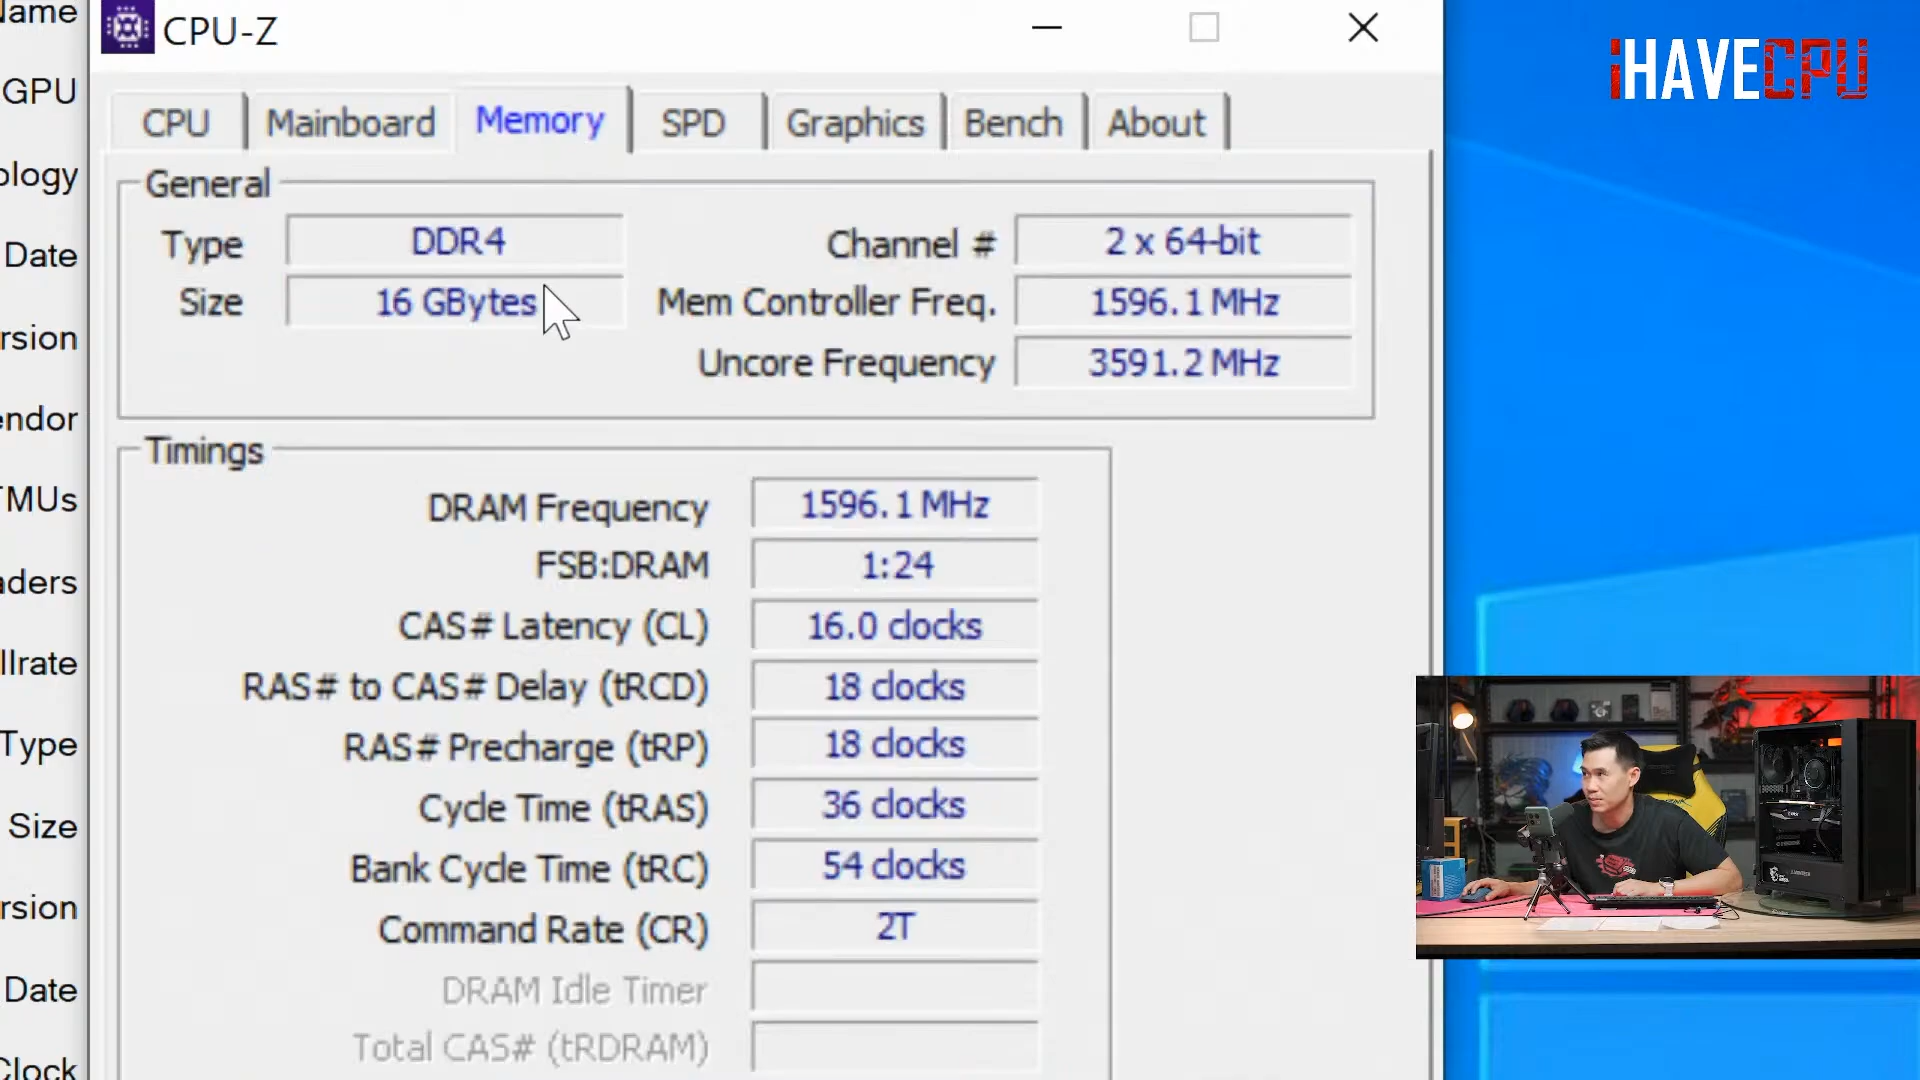 CPU-Z
iHAVECPU
CPU Mainboard Memory SPD Graphics Bench About
General
Type DDR4 Channel # 2 x 64-bit
Size 16 GBytes Mem Controller Freq. 1596.1 MHz
Uncore Frequency 3591.2 MHz
Timings
DRAM Frequency 1596.1 MHz
FSB:DRAM 1:24
CAS# Latency (CL) 16.0 clocks
RAS# to CAS# Delay (tRCD) 18 clocks
RAS# Precharge (tRP) 18 clocks
Cycle Time (tRAS) 36 clocks
Bank Cycle Time (tRC) 54 clocks
Command Rate (CR) 2T
DRAM Idle Timer
Total CAS# (tRDRAM)
GPU
Date
TMUs
Type
Size
Date